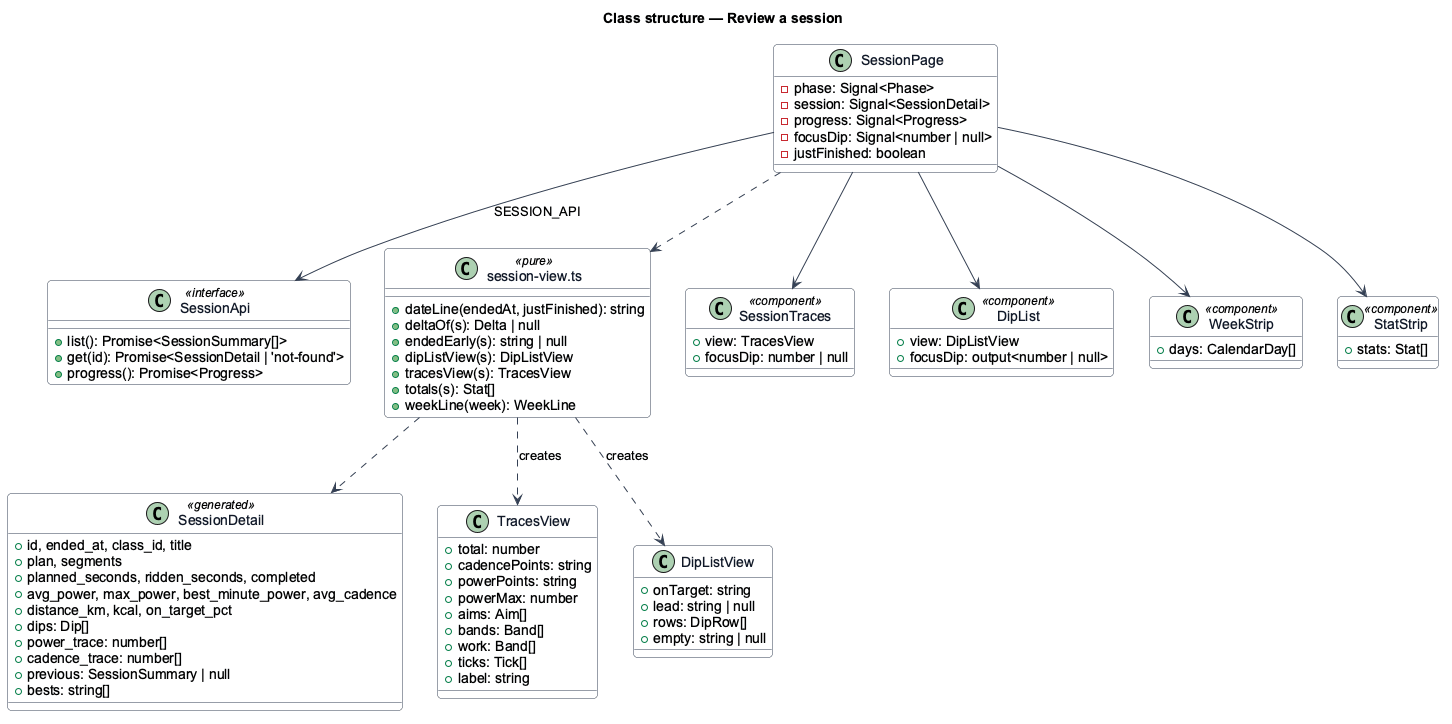 Class structure — Review a session
C SessionPage
phase: Signal<Phase>
session: Signal<SessionDetail>
progress: Signal<Progress>
focusDip: Signal<number | null>
justFinished: boolean
SESSION_API
C «interface»
SessionApi
list(): Promise<SessionSummary[]>
get(id): Promise<SessionDetail | 'not-found'>
progress(): Promise<Progress>
C «pure»
session-view.ts
dateLine(endedAt, justFinished): string
deltaOf(s): Delta | null
endedEarly(s): string | null
dipListView(s): DipListView
tracesView(s): TracesView
totals(s): Stat[]
weekLine(week): WeekLine
C «component»
SessionTraces
view: TracesView
focusDip: number | null
C «component»
DipList
view: DipListView
focusDip: output<number | null>
C «component»
WeekStrip
days: CalendarDay[]
C «component»
StatStrip
stats: Stat[]
creates
creates
C «generated»
SessionDetail
id, ended_at, class_id, title
plan, segments
planned_seconds, ridden_seconds, completed
avg_power, max_power, best_minute_power, avg_cadence
distance_km, kcal, on_target_pct
dips: Dip[]
power_trace: number[]
cadence_trace: number[]
previous: SessionSummary | null
bests: string[]
C TracesView
total: number
cadencePoints: string
powerPoints: string
powerMax: number
aims: Aim[]
bands: Band[]
work: Band[]
ticks: Tick[]
label: string
C DipListView
onTarget: string
lead: string | null
rows: DipRow[]
empty: string | null